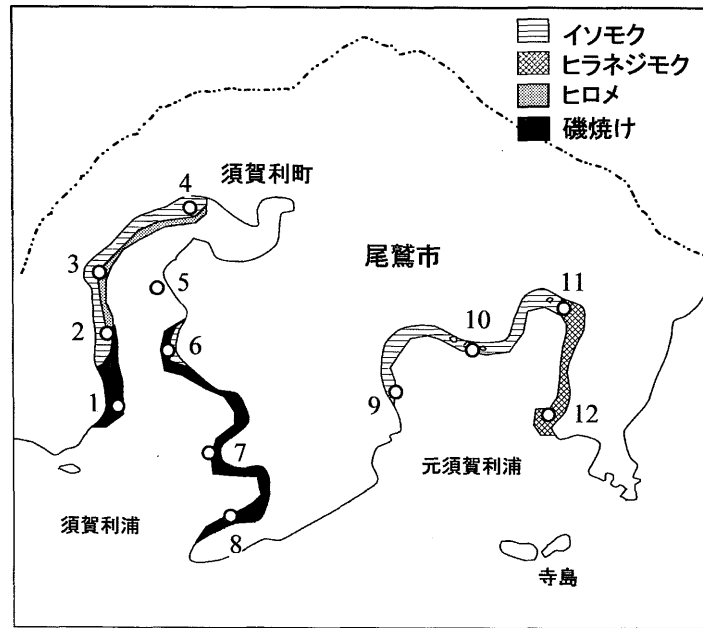 イソモク
ヒラネジモク
ヒロメ
磯焼け
須賀利町
4
尾鷲市
3
5
11
10
2
6
9
1
12
7
元須賀利浦
須賀利浦
8
寺島